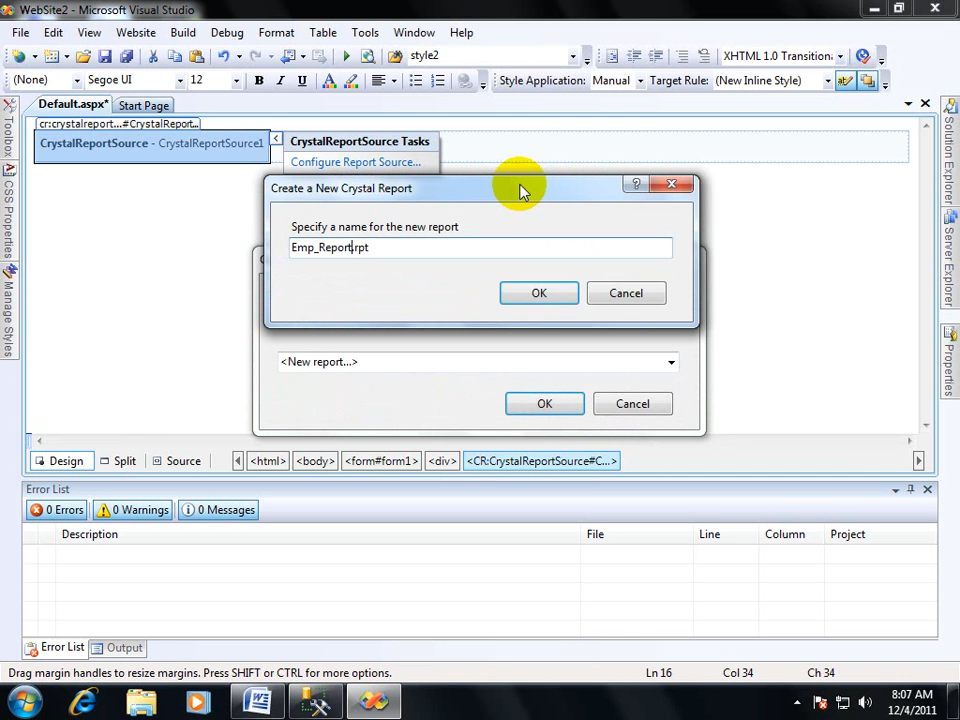 WebSite2 - Microsoft Visual Studio
File Edit View Website Build Debug Format Table Tools Window Help
style2 XHTML 1.0 Transition
(None) Segoe UI 12 B I U A Style Application: Manual Target Rule: (New Inline Style)
Default.aspx* Start Page
cr:crystalreport...#CrystalReport...
CrystalReportSource - CrystalReportSource1
CrystalReportSource Tasks
Configure Report Source...
Create a New Crystal Report
Specify a name for the new report
Emp_Report.rpt
OK Cancel
<New report...>
OK Cancel
Toolbox
CSS Properties
Manage Styles
Solution Explorer
Server Explorer
Properties
Design Split Source <html> <body> <form#form1> <div> <CR:CrystalReportSource#C...>
Error List
0 Errors 0 Warnings 0 Messages
Description File Line Column Project
Error List Output
Drag margin handles to resize margins. Press SHIFT or CTRL for more options. Ln 16 Col 34 Ch 34
8:07 AM
12/4/2011